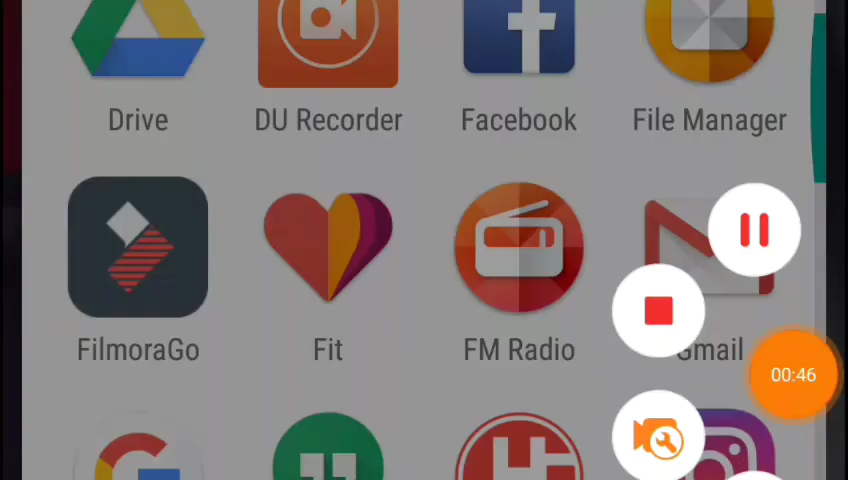 Drive
DU Recorder
Facebook
File Manager
FilmoraGo
Fit
FM Radio
Gmail
00:46